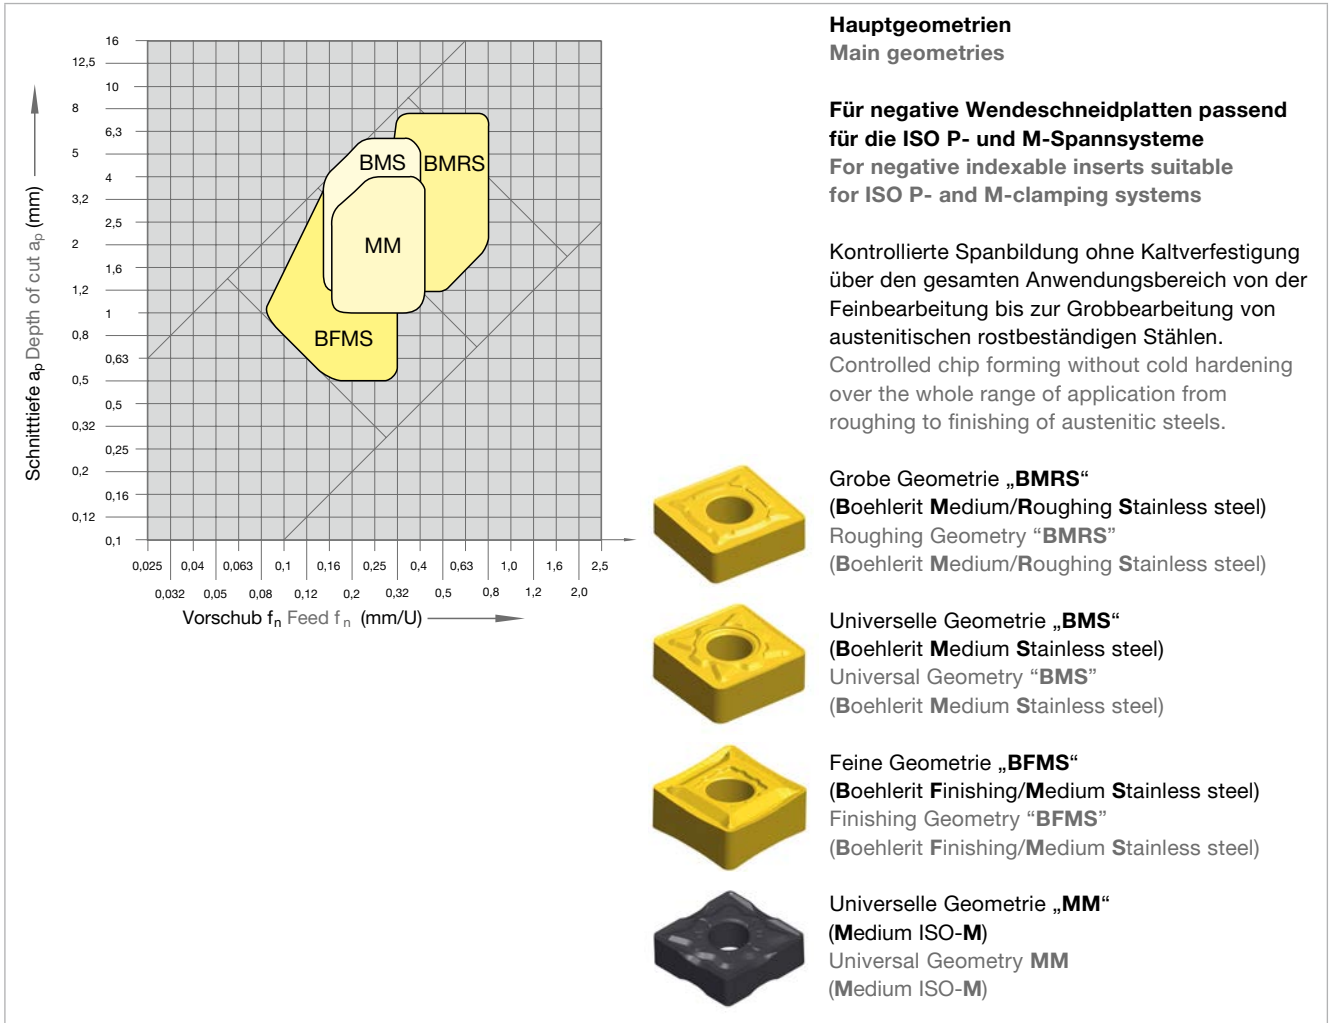 16
12,5
10
8
6,3
5
4
3,2
2,5
2
1,6
1,2
1
0,8
0,63
0,5
0,5
0,32
0,25
0,2
0,16
0,12
0,1
Schnitttiefe ap Depth of cut ap (mm)
BMS
BMRS
MM
BFMS
0,025 0,04 0,063 0,1 0,16 0,25 0,4 0,63 1,0 1,6 2,5
0,032 0,05 0,08 0,12 0,2 0,32 0,5 0,8 1,2 2,0
Vorschub fn Feed fn (mm/U)
Hauptgeometrien
Main geometries
Für negative Wendeschneidplatten passend
für die ISO P- und M-Spannsysteme
For negative indexable inserts suitable
for ISO P- and M-clamping systems
Kontrollierte Spanbildung ohne Kaltverfestigung
über den gesamten Anwendungsbereich von der
Feinbearbeitung bis zur Grobbearbeitung von
austenitischen rostbeständigen Stählen.
Controlled chip forming without cold hardening
over the whole range of application from
roughing to finishing of austenitic steels.
Grobe Geometrie „BMRS“
(Boehlerit Medium/Roughing Stainless steel)
Roughing Geometry “BMRS”
(Boehlerit Medium/Roughing Stainless steel)
Universelle Geometrie „BMS“
(Boehlerit Medium Stainless steel)
Universal Geometry “BMS”
(Boehlerit Medium Stainless steel)
Feine Geometrie „BFMS“
(Boehlerit Finishing/Medium Stainless steel)
Finishing Geometry “BFMS”
(Boehlerit Finishing/Medium Stainless steel)
Universelle Geometrie „MM“
(Medium ISO-M)
Universal Geometry MM
(Medium ISO-M)